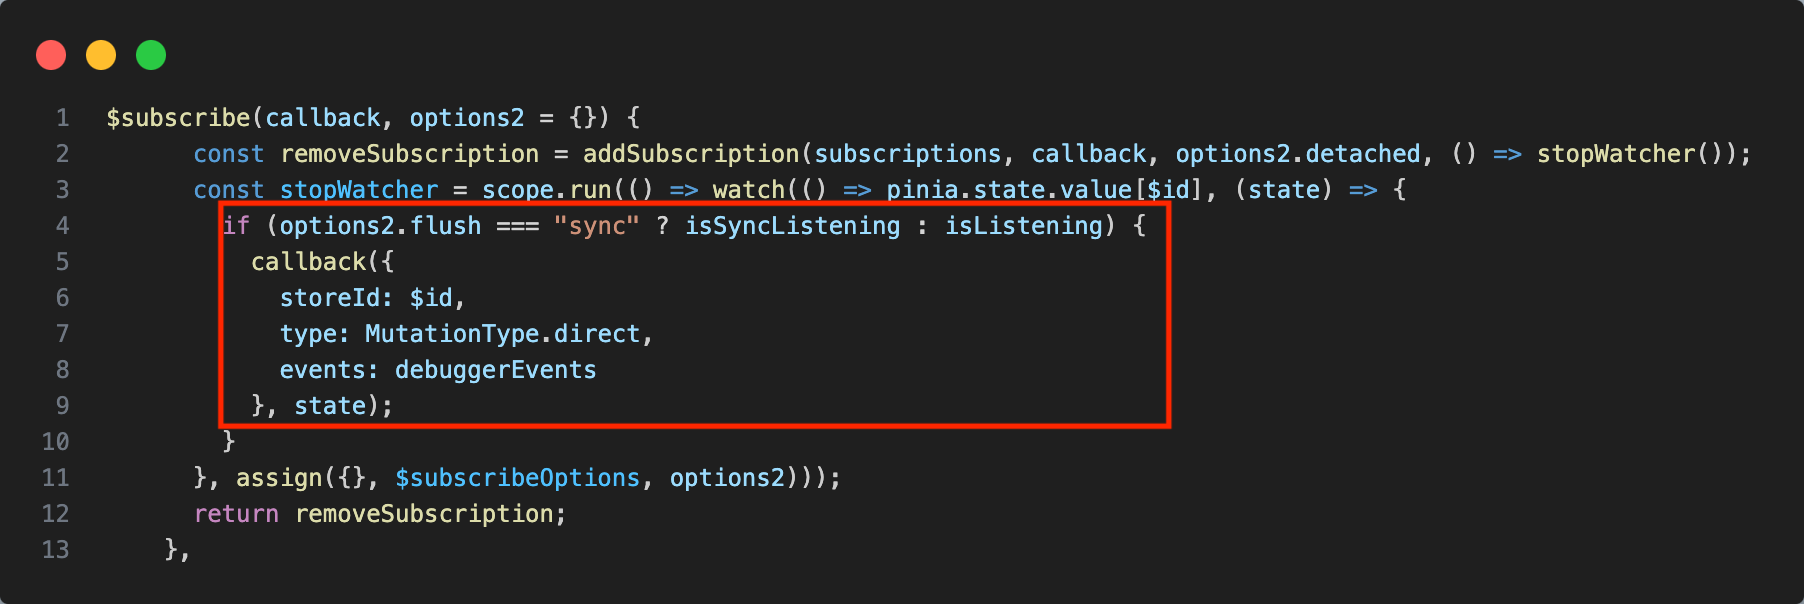 1 $subscribe(callback, options2 = {}) {
2 const removeSubscription = addSubscription(subscriptions, callback, options2.detached, () => stopWatcher());
3 const stopWatcher = scope.run(() => watch(() => pinia.state.value[$id], (state) => {
4 if (options2.flush === "sync" ? isSyncListening : isListening) {
5 callback({
6 storeId: $id,
7 type: MutationType.direct,
8 events: debuggerEvents
9 }, state);
10 }
11 }, assign({}, $subscribeOptions, options2)));
12 return removeSubscription;
13 },